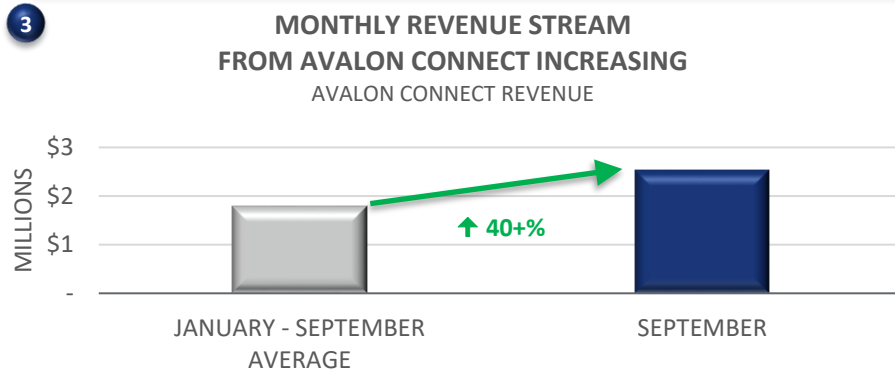 3
MONTHLY REVENUE STREAM
FROM AVALON CONNECT INCREASING
AVALON CONNECT REVENUE
MILLIONS
$3
$2
$1
-
40+%
JANUARY - SEPTEMBER
AVERAGE
SEPTEMBER